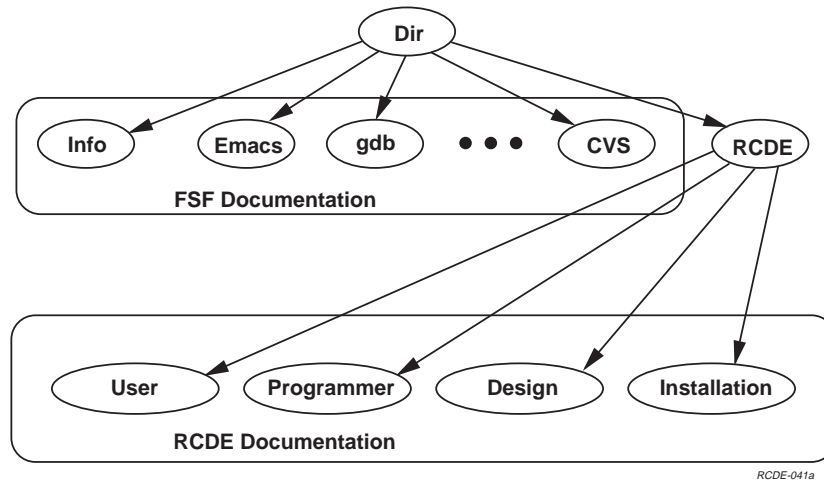 Dir
Info
Emacs
gdb
CVS
RCDE
FSF Documentation
User
Programmer
Design
Installation
RCDE Documentation
RCDE-041a